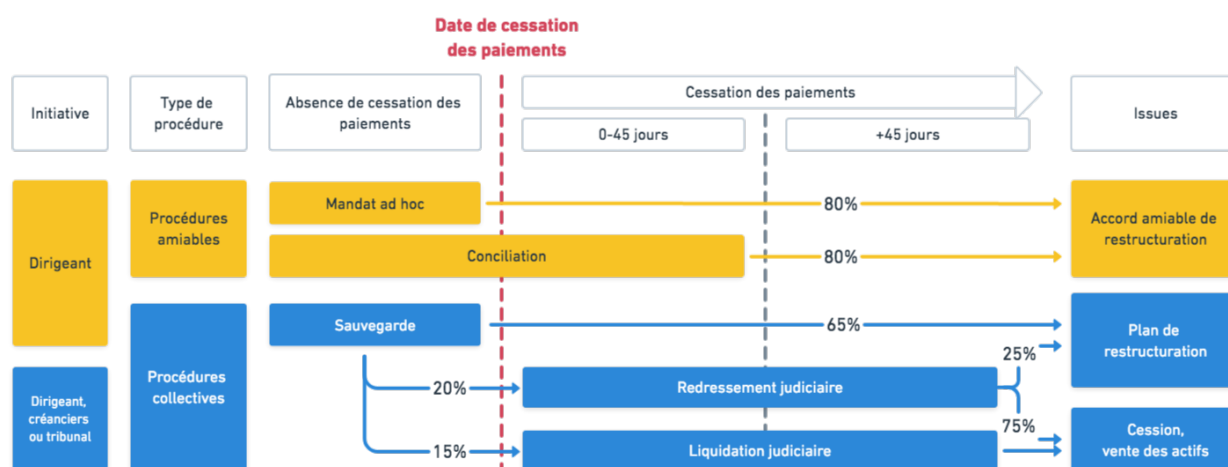 Date de cessation
des paiements
Initiative
Type de
procédure
Absence de cessation des
paiements
Cessation des paiements
0-45 jours
+45 jours
Issues
Dirigeant
Procédures
amiables
Mandat ad hoc
80%
Conciliation
80%
Accord amiable de
restructuration
Dirigeant,
créanciers
ou tribunal
Procédures
collectives
Sauvegarde
65%
Plan de
restructuration
20%
Redressement judiciaire
25%
75%
15%
Liquidation judiciaire
Cession,
vente des actifs